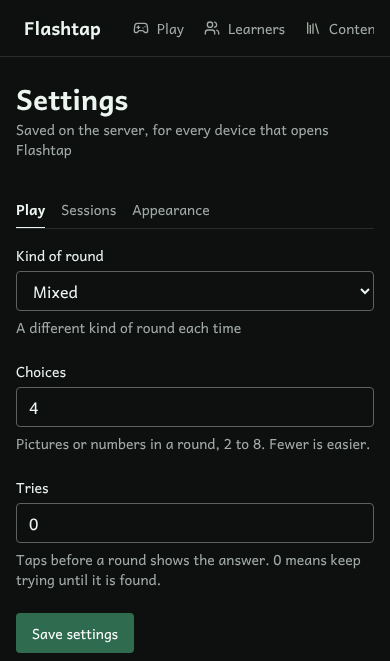 Flashtap Play Learners Conten
Settings
Saved on the server, for every device that opens
Flashtap
Play Sessions Appearance
Kind of round
Mixed
A different kind of round each time
Choices
4
Pictures or numbers in a round, 2 to 8. Fewer is easier.
Tries
0
Taps before a round shows the answer. 0 means keep
trying until it is found.
Save settings